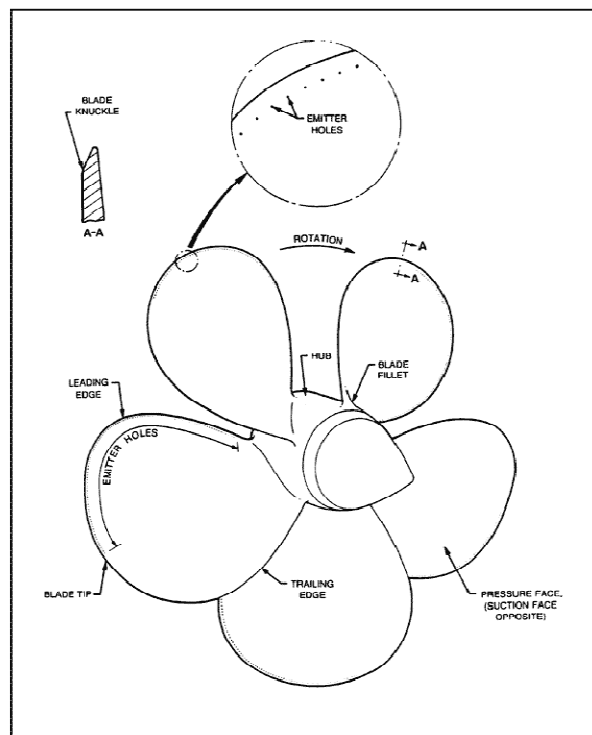 BLADE
KNUCKLE
A-A
EMITTER
HOLES
ROTATION
A
A
HUB
BLADE
FILLET
LEADING
EDGE
EMITTER HOLES
BLADE TIP
TRAILING
EDGE
PRESSURE FACE
(SUCTION FACE
OPPOSITE)